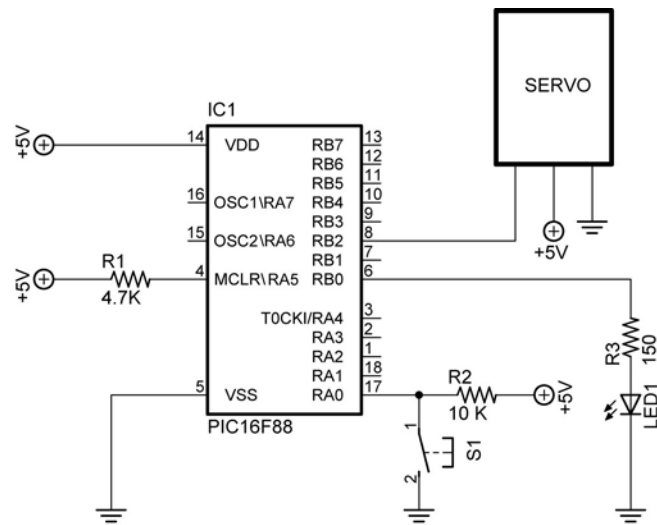 SERVO
IC1
+5V
14 VDD RB7 13
RB6 12
RB5 11
16 OSC1\RA7 RB4 10
RB3 9
15 OSC2\RA6 RB2 8
RB1 7
+5V
R1
4.7K
4 MCLR\RA5 RB0 6
+5V
T0CKI/RA4 3
RA3 2
RA2 1
RA1 18
5 VSS RA0 17
PIC16F88
R2
10 K
+5V
R3
150
LED1
1
S1
2